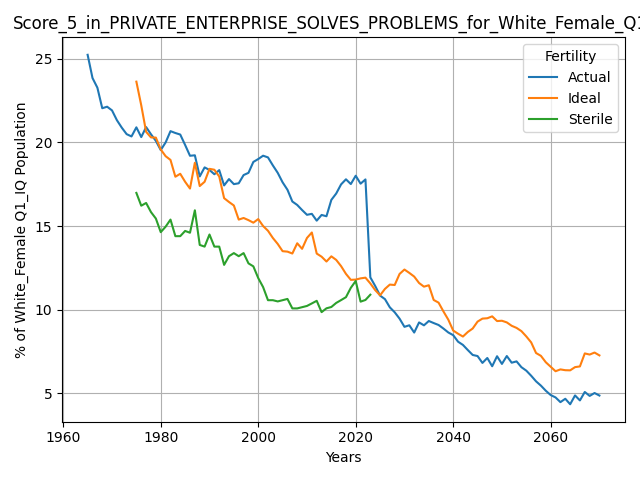 Score_5_in_PRIVATE_ENTERPRISE_SOLVES_PROBLEMS_for_White_Female_Q1
% of White_Female Q1_IQ Population
25
20
15
10
5
Fertility
Actual
Ideal
Sterile
1960
1980
2000
2020
2040
2060
Years